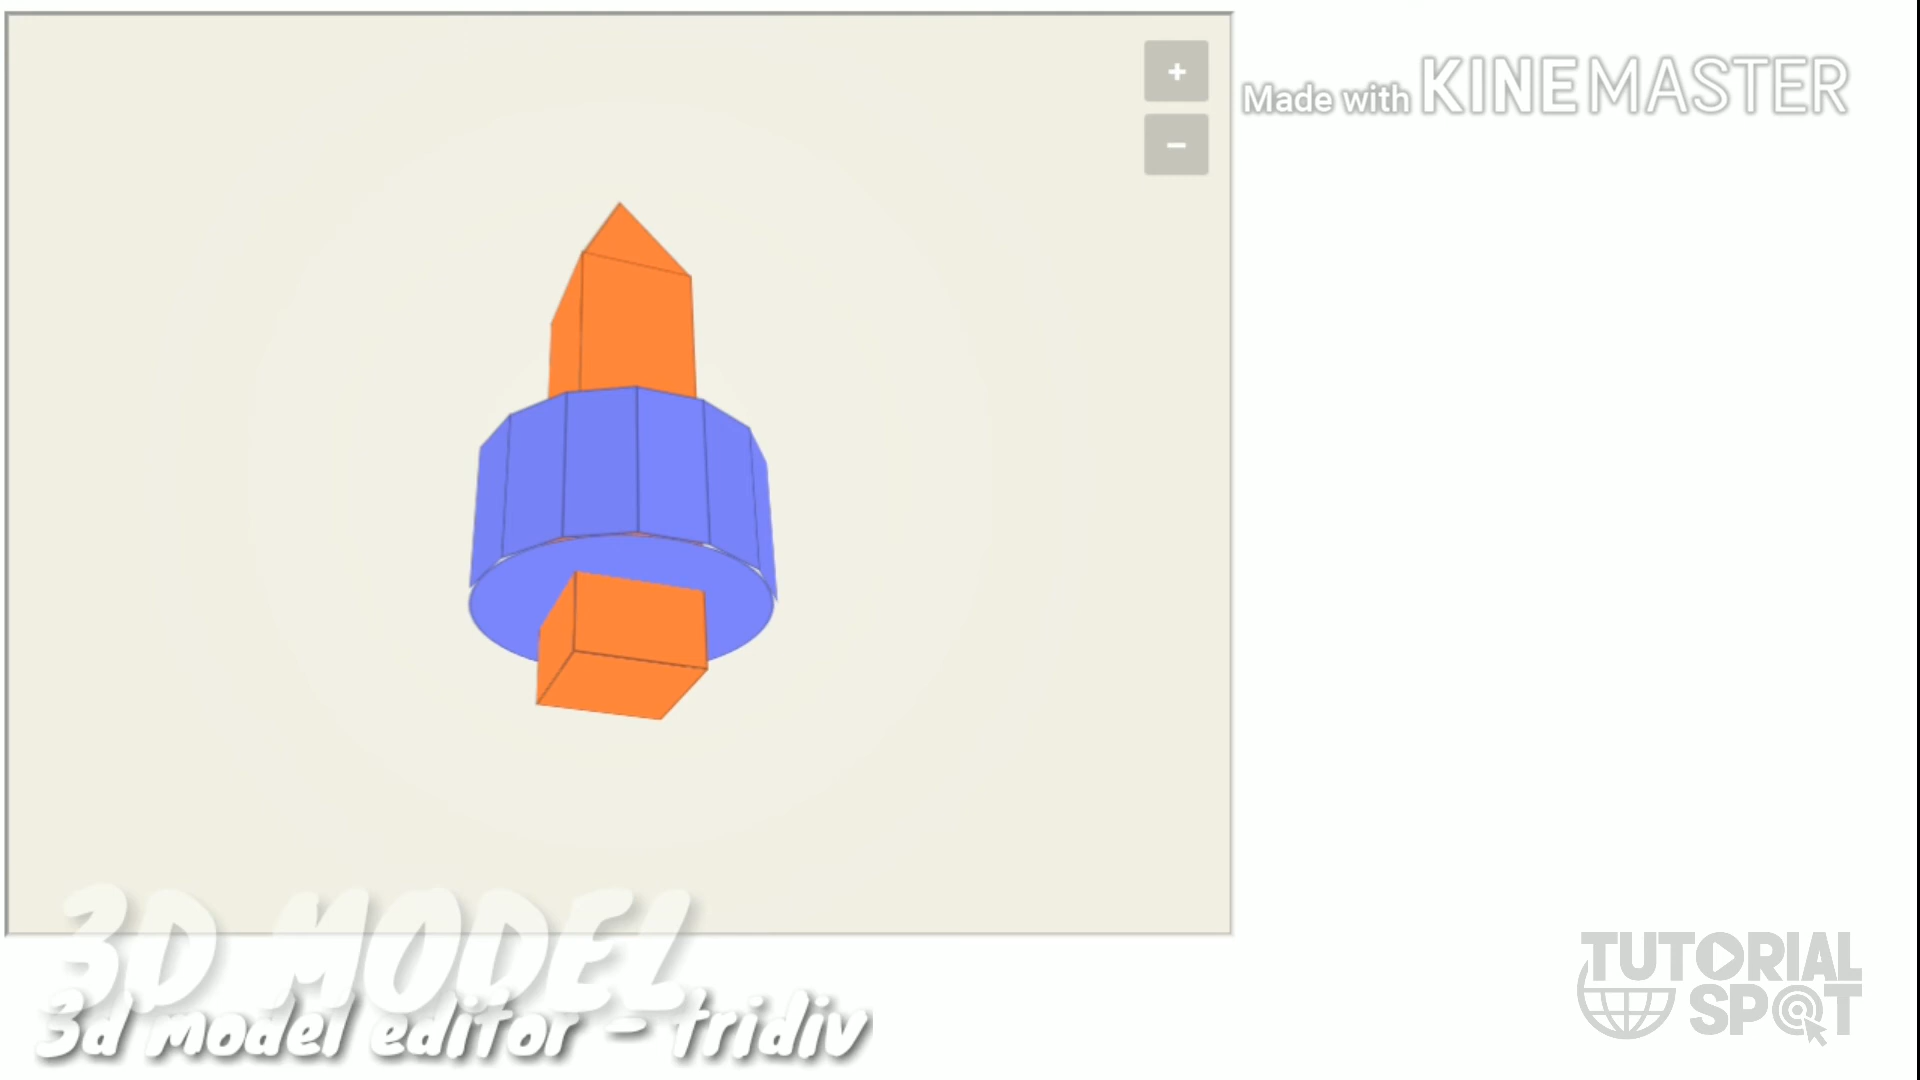 +
Made with KINEMASTER
−
3D MODEL
3d model editor - tridiv
TUTORIAL
SPOT